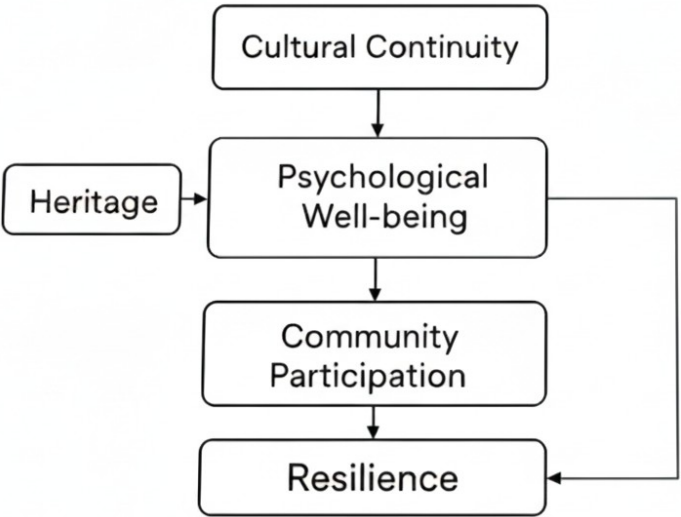 Cultural Continuity
Heritage
Psychological
Well-being
Community
Participation
Resilience